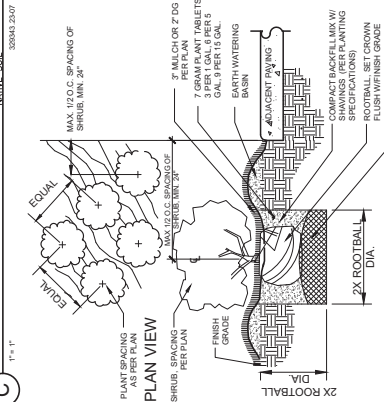 1" = 1"
329343.23-07
MAX. 1/2 O.C. SPACING OF
SHRUB, MIN. 24"
EQUAL
EQUAL
PLANT SPACING
AS PER PLAN
PLAN VIEW
MAX 1/2 O.C. SPACING OF
SHRUB, MIN. 24"
SHRUB, SPACING
PER PLAN
FINISH
GRADE
3" MULCH OR 2" DG
PER PLAN
7 GRAM PLANT TABLETS
3 PER 1 GAL, 6 PER 5
GAL, 9 PER 15 GAL.
EARTH WATERING
BASIN
ADJACENT PAVING
COMPACT BACKFILL MIX W/
SHAVINGS (PER PLANTING
SPECIFICATIONS)
ROOTBALL, SET CROWN
FLUSH W/FINISH GRADE
2X ROOTBALL
DIA.
2X ROOTBALL
DIA.